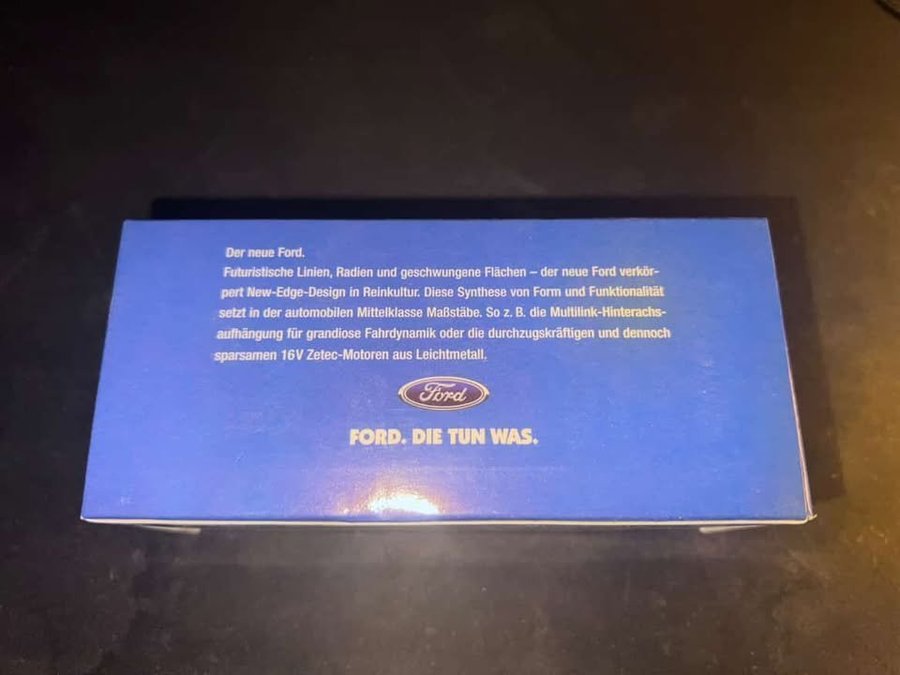 Der neue Ford.
Futuristische Linien, Radien und geschwungene Flächen – der neue Ford verkör-
pert New-Edge-Design in Reinkultur. Diese Synthese von Form und Funktionalität
setzt in der automobilen Mittelklasse Maßstäbe. So z. B. die Multilink-Hinterachs-
aufhängung für grandiose Fahrdynamik oder die durchzugskräftigen und dennoch
sparsamen 16V Zetec-Motoren aus Leichtmetall.
Ford
FORD. DIE TUN WAS.